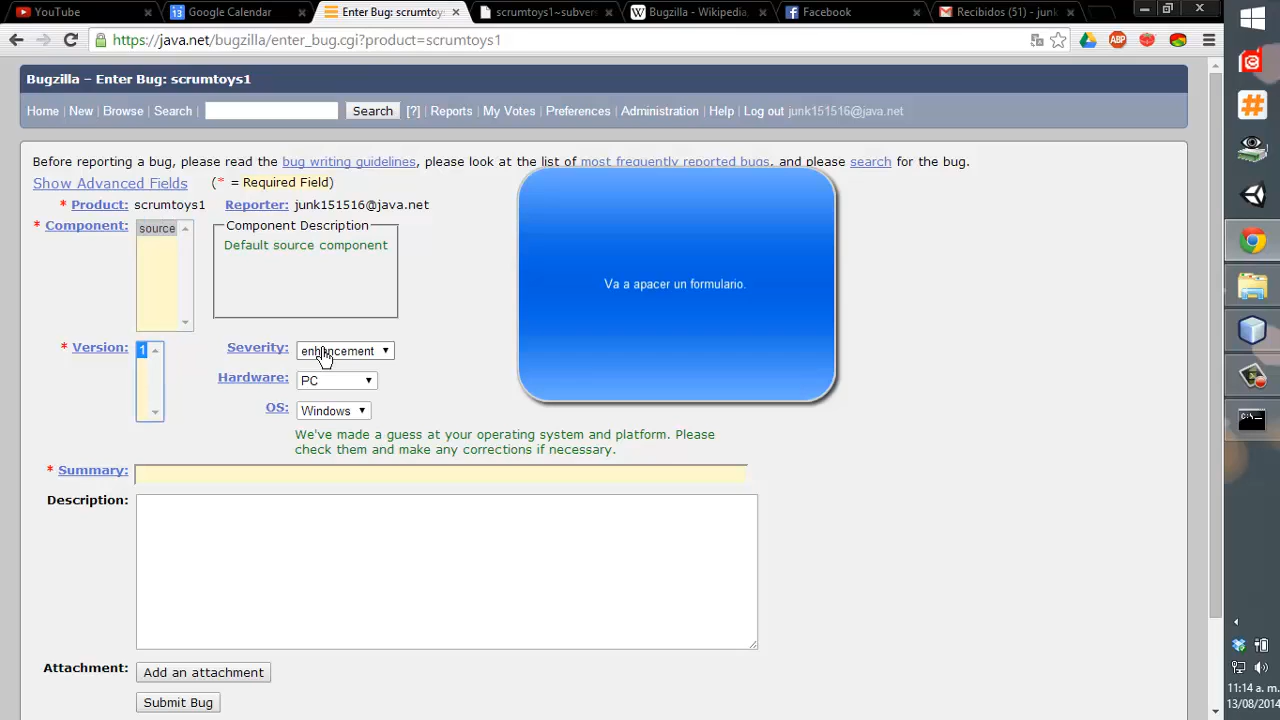 YouTube × Google Calendar × Enter Bug: scrumtoy × scrumtoys1~subver × Bugzilla - Wikipedia × Facebook × Recibidos (51) - junk ×
https://java.net/bugzilla/enter_bug.cgi?product=scrumtoys1
Bugzilla – Enter Bug: scrumtoys1
Home | New | Browse | Search | Search [?] | Reports | My Votes | Preferences | Administration | Help | Log out junk151516@java.net
Before reporting a bug, please read the bug writing guidelines, please look at the list of most frequently reported bugs, and please search for the bug.
Show Advanced Fields (* = Required Field)
* Product: scrumtoys1 Reporter: junk151516@java.net
* Component: source Component Description
Default source component
Va a apacer un formulario.
* Version: 1 Severity: enhancement
Hardware: PC
OS: Windows
We've made a guess at your operating system and platform. Please
check them and make any corrections if necessary.
* Summary:
Description:
Attachment: Add an attachment
Submit Bug
11:14 a. m.
13/08/2014